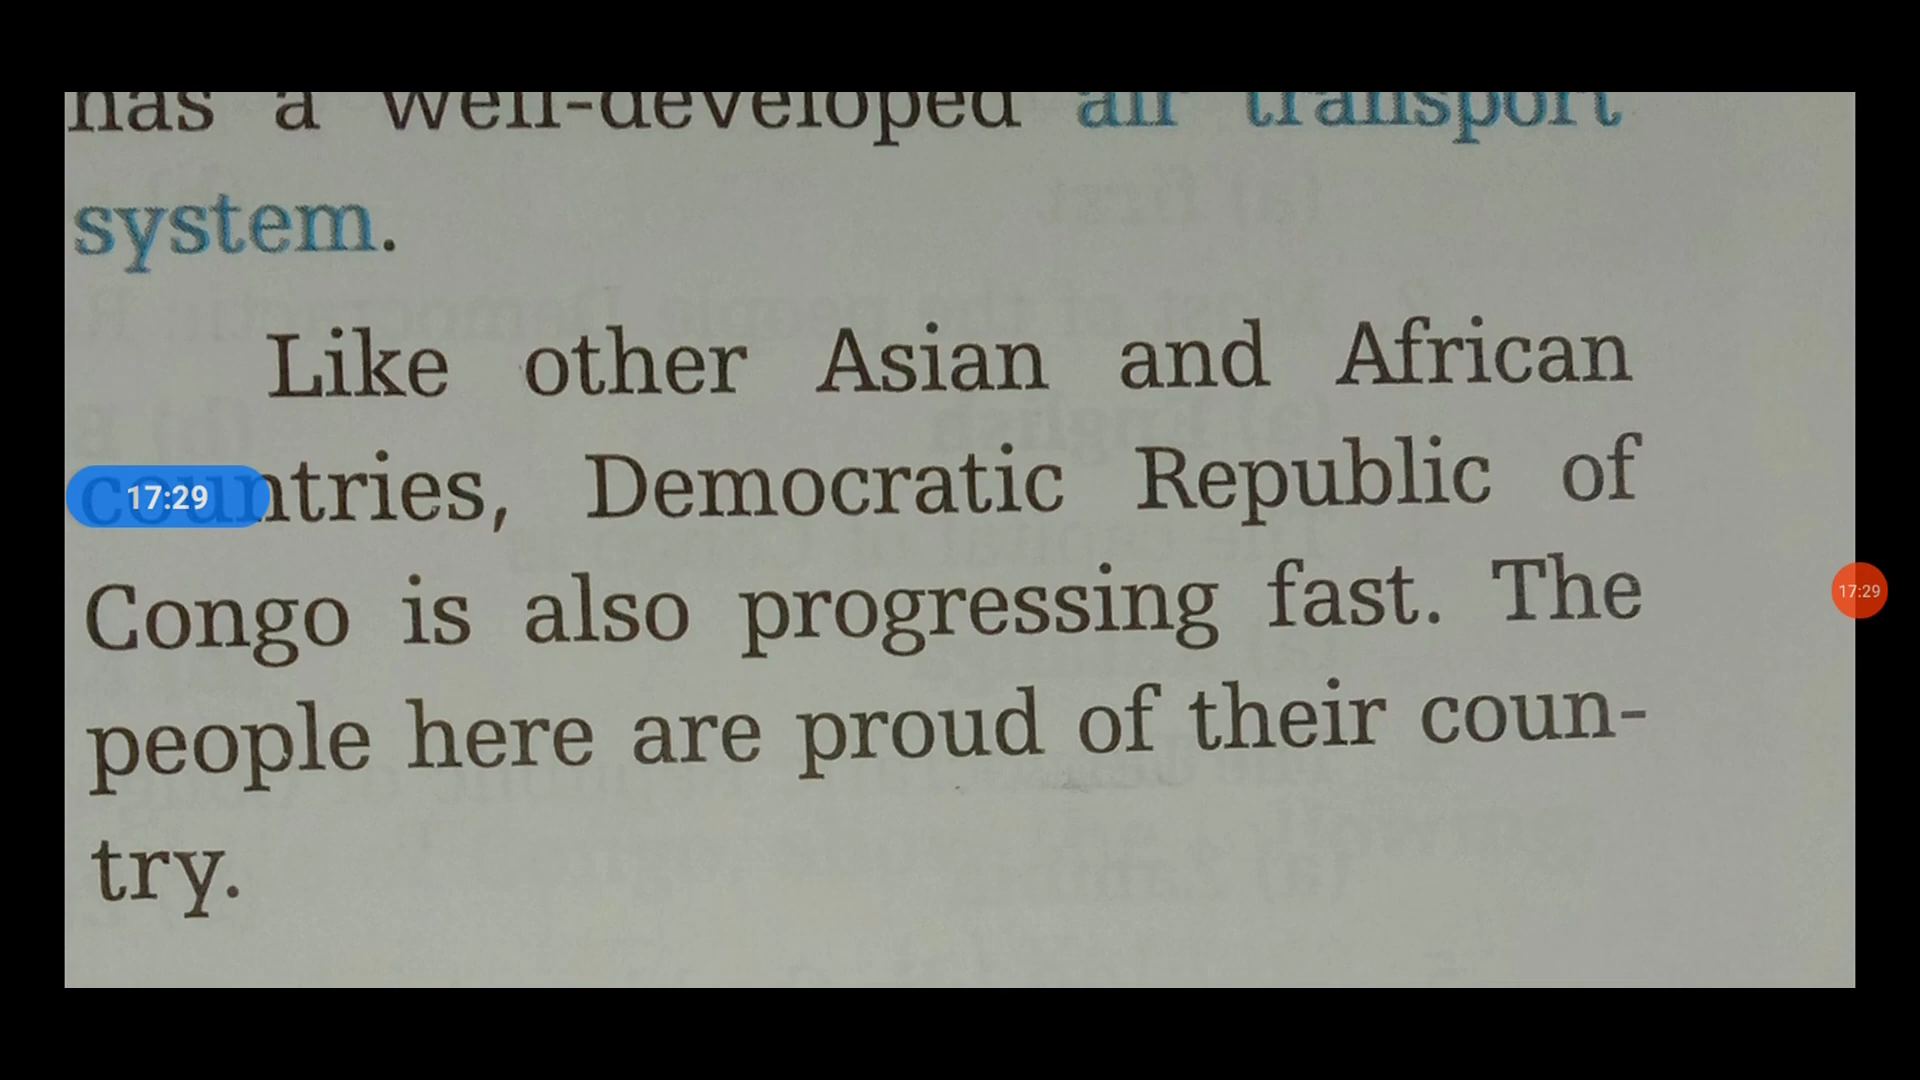 has a well-developed air transport
system.
Like other Asian and African
countries, Democratic Republic of
17:29
Congo is also progressing fast. The
17:29
people here are proud of their coun-
try.